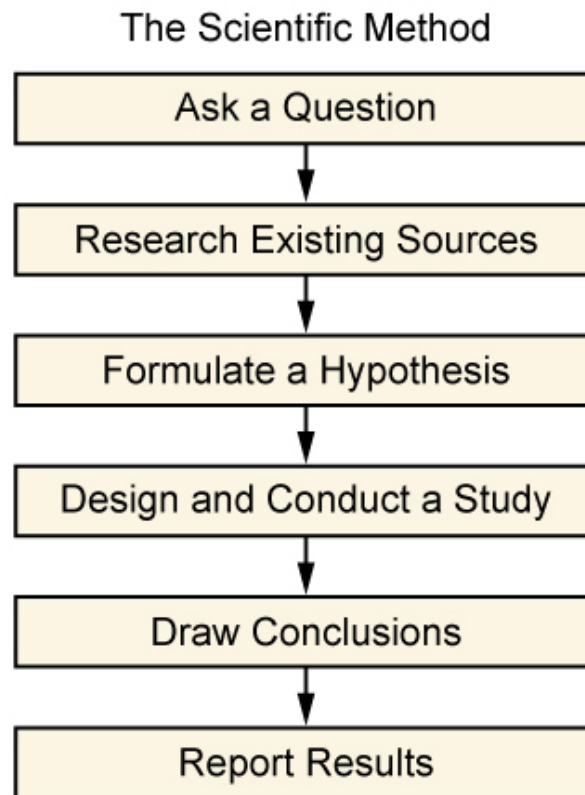 The Scientific Method
Ask a Question
Research Existing Sources
Formulate a Hypothesis
Design and Conduct a Study
Draw Conclusions
Report Results